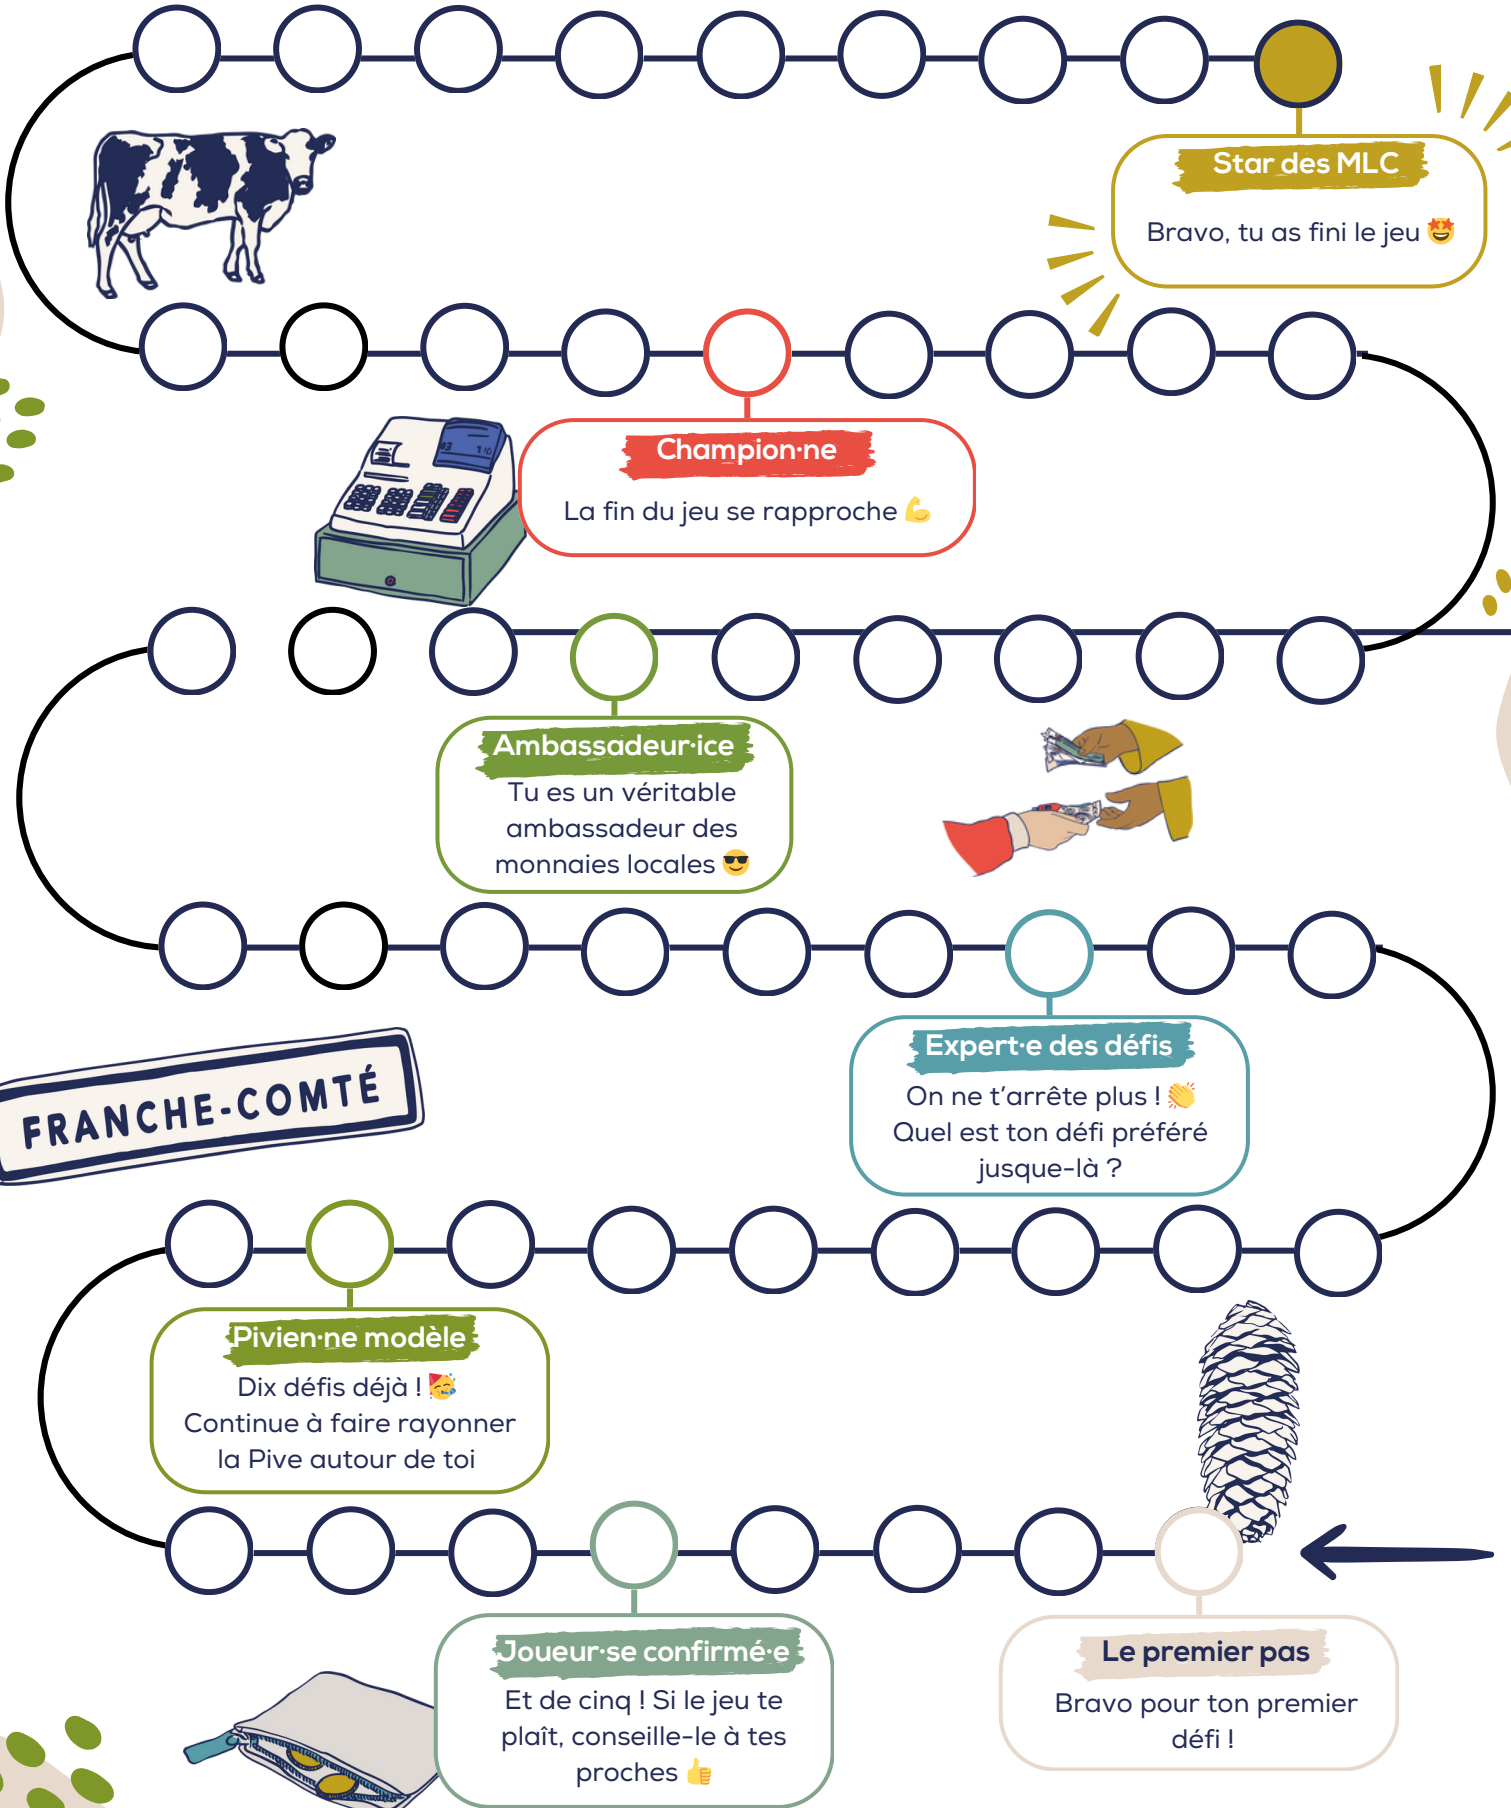 Star des MLC
Bravo, tu as fini le jeu 🤩
Champion·ne
La fin du jeu se rapproche 💪
Ambassadeur·ice
Tu es un véritable
ambassadeur des
monnaies locales 😎
Expert·e des défis
On ne t’arrête plus ! 👏
Quel est ton défi préféré
jusque-là ?
FRANCHE-COMTÉ
Pivien·ne modèle
Dix défis déjà ! 🥳
Continue à faire rayonner
la Pive autour de toi
Joueur·se confirmé·e
Et de cinq ! Si le jeu te
plaît, conseille-le à tes
proches 👍
Le premier pas
Bravo pour ton premier
défi !